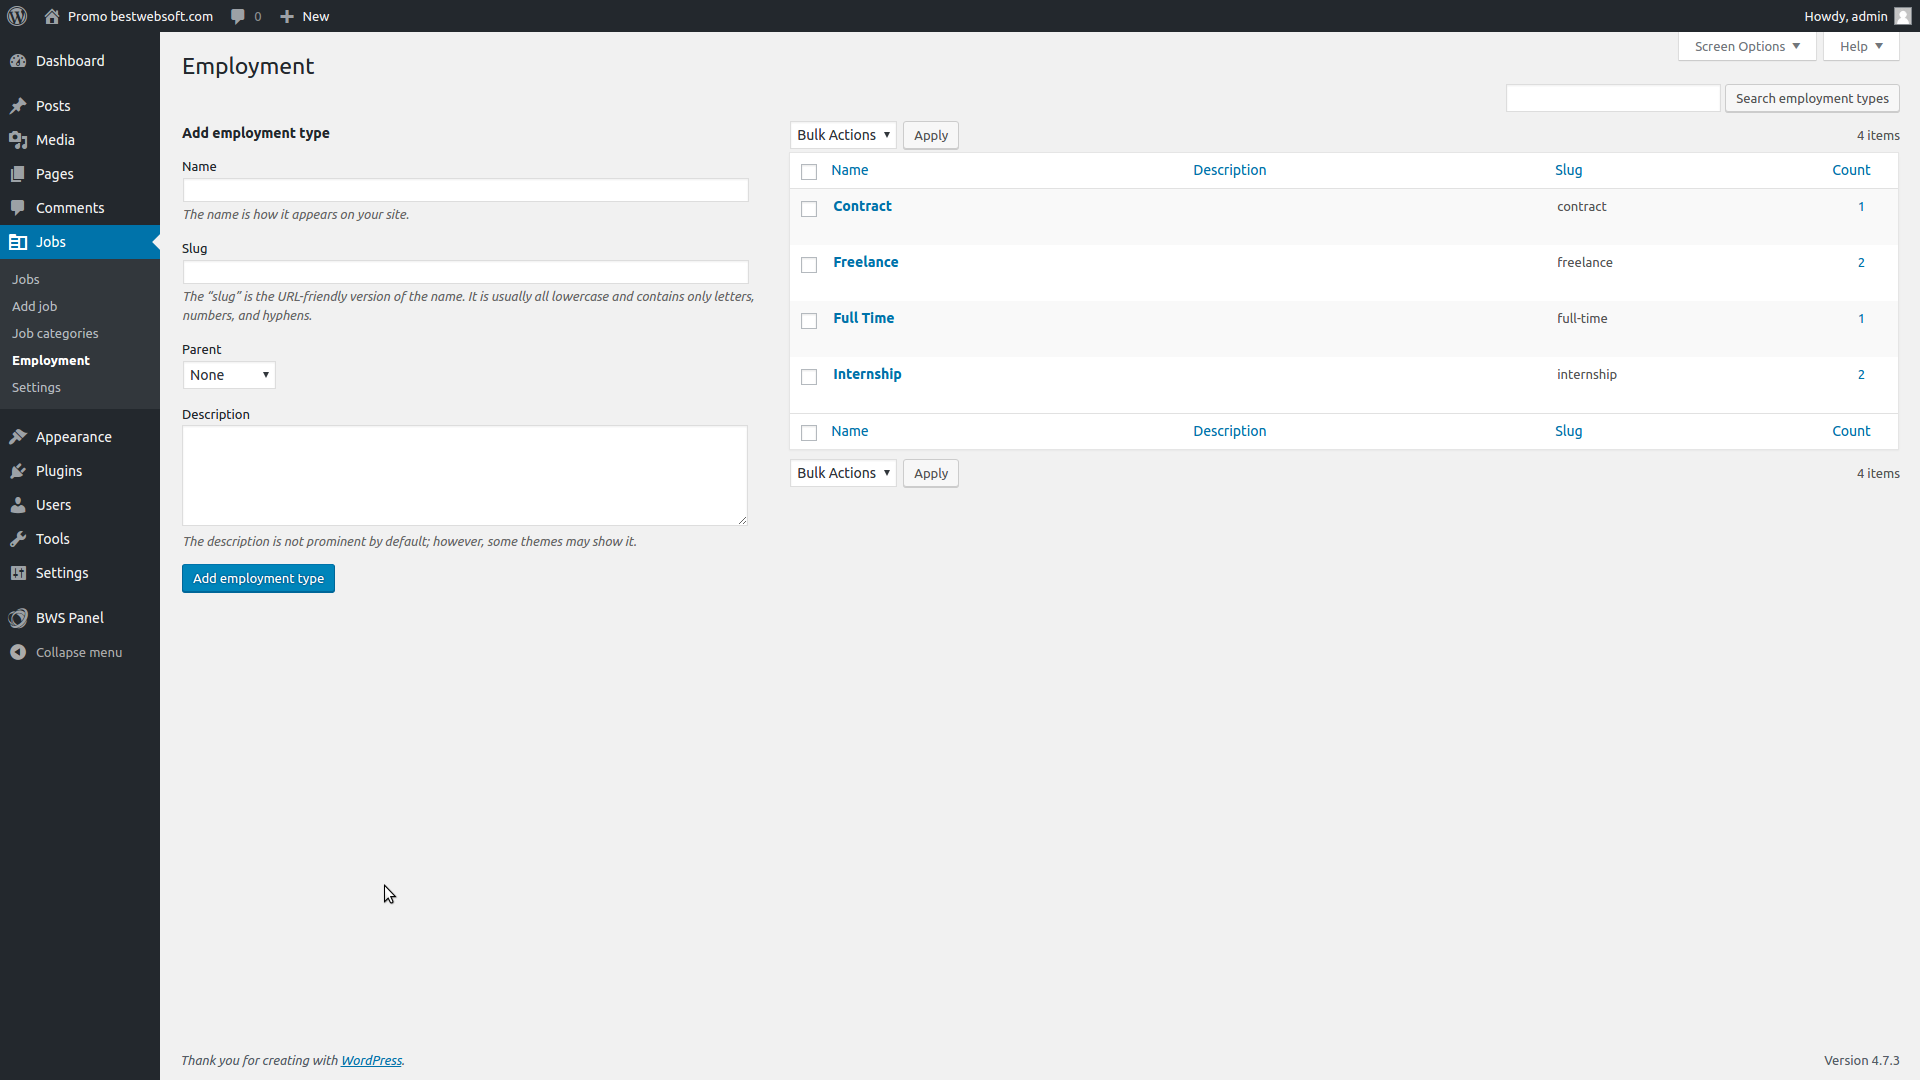 Promo bestwebsoft.com 0 New Howdy, admin
Dashboard
Posts
Media
Pages
Comments
Jobs
Jobs
Add job
Job categories
Employment
Settings
Appearance
Plugins
Users
Tools
Settings
BWS Panel
Collapse menu
Screen Options Help
Employment
Search employment types
Add employment type
Name
The name is how it appears on your site.
Slug
The “slug” is the URL-friendly version of the name. It is usually all lowercase and contains only letters,
numbers, and hyphens.
Parent
None
Description
The description is not prominent by default; however, some themes may show it.
Add employment type
Bulk Actions Apply 4 items
Name Description Slug Count
Contract contract 1
Freelance freelance 2
Full Time full-time 1
Internship internship 2
Name Description Slug Count
Bulk Actions Apply 4 items
Thank you for creating with WordPress. Version 4.7.3